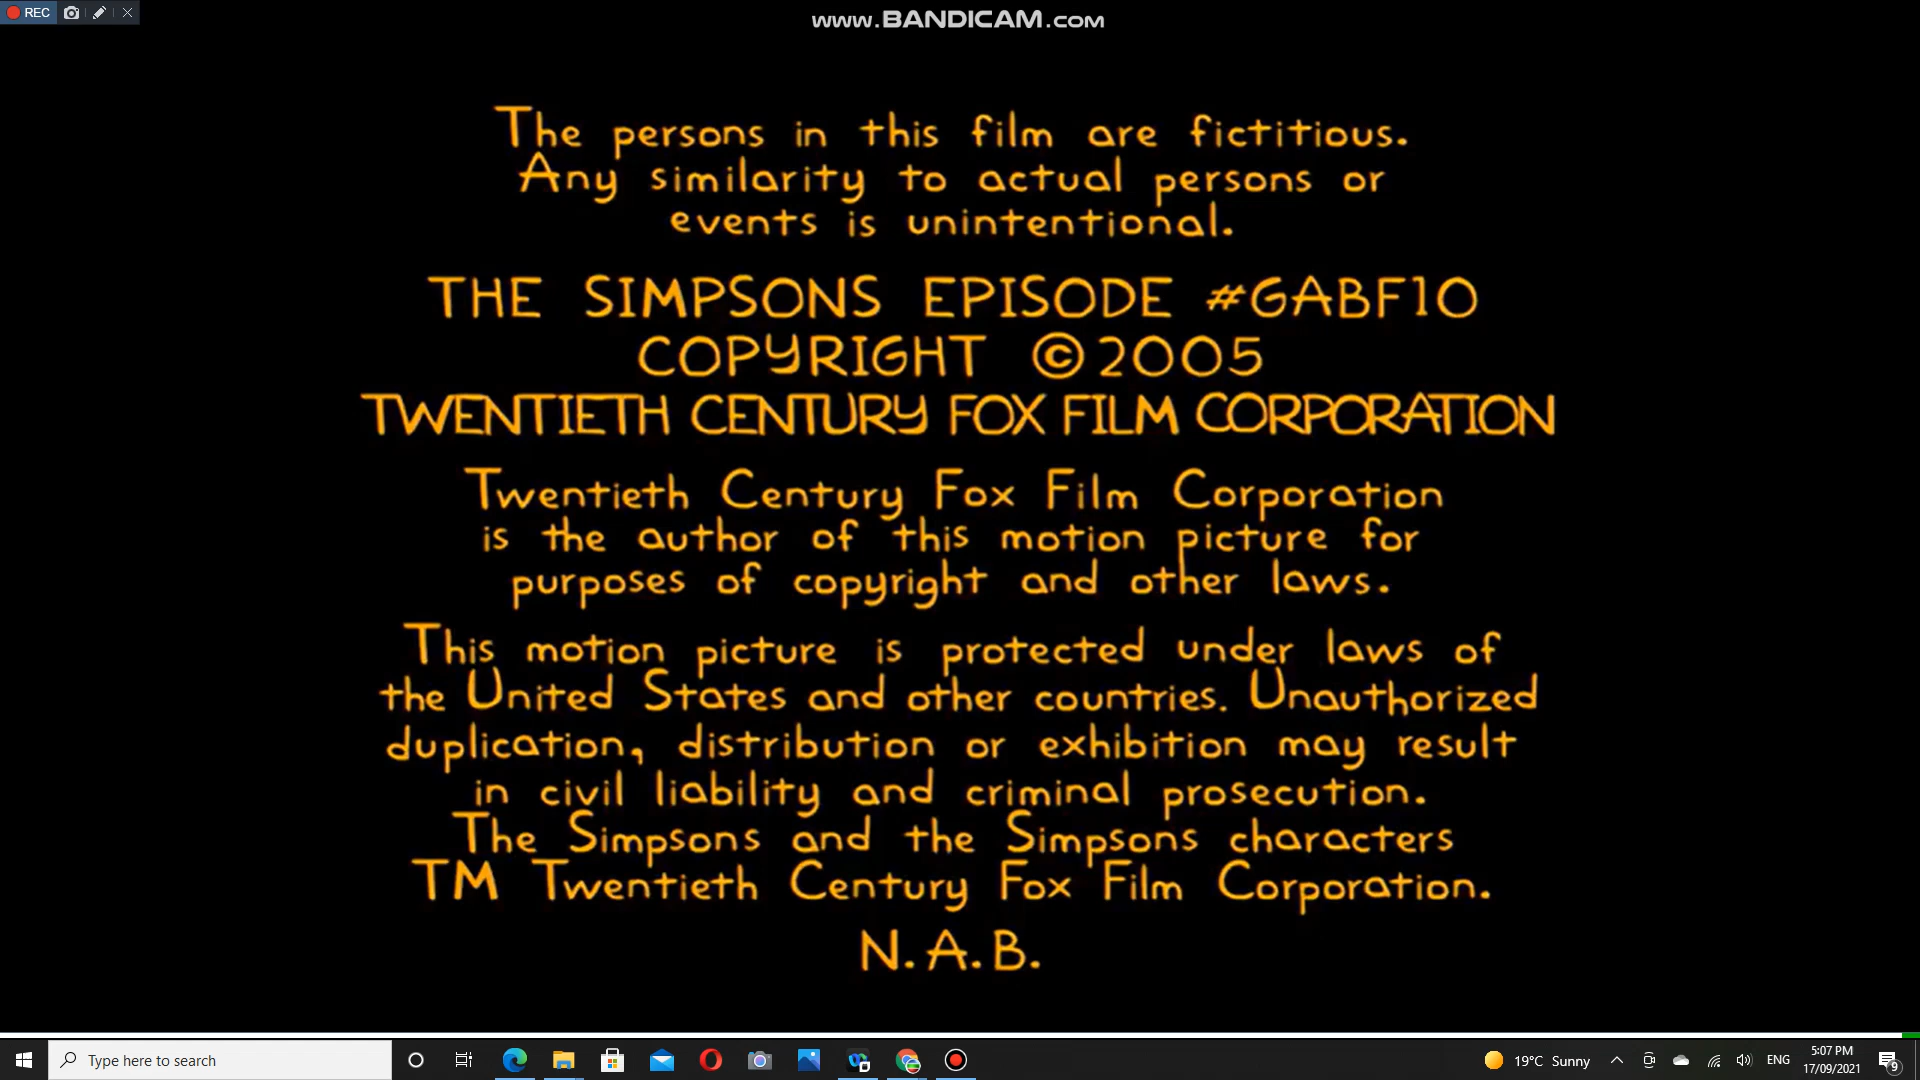 REC
www.BANDICAM.com
The persons in this film are fictitious.
Any similarity to actual persons or
events is unintentional.
THE SIMPSONS EPISODE #GABF10
COPYRIGHT ©2005
TWENTIETH CENTURY FOX FILM CORPORATION
Twentieth Century Fox Film Corporation
is the author of this motion picture for
purposes of copyright and other laws.
This motion picture is protected under laws of
the United States and other countries. Unauthorized
duplication, distribution or exhibition may result
in civil liability and criminal prosecution.
The Simpsons and the Simpsons characters
TM Twentieth Century Fox Film Corporation.
N.A.B.
Type here to search
19°C Sunny
ENG
5:07 PM
17/09/2021
9